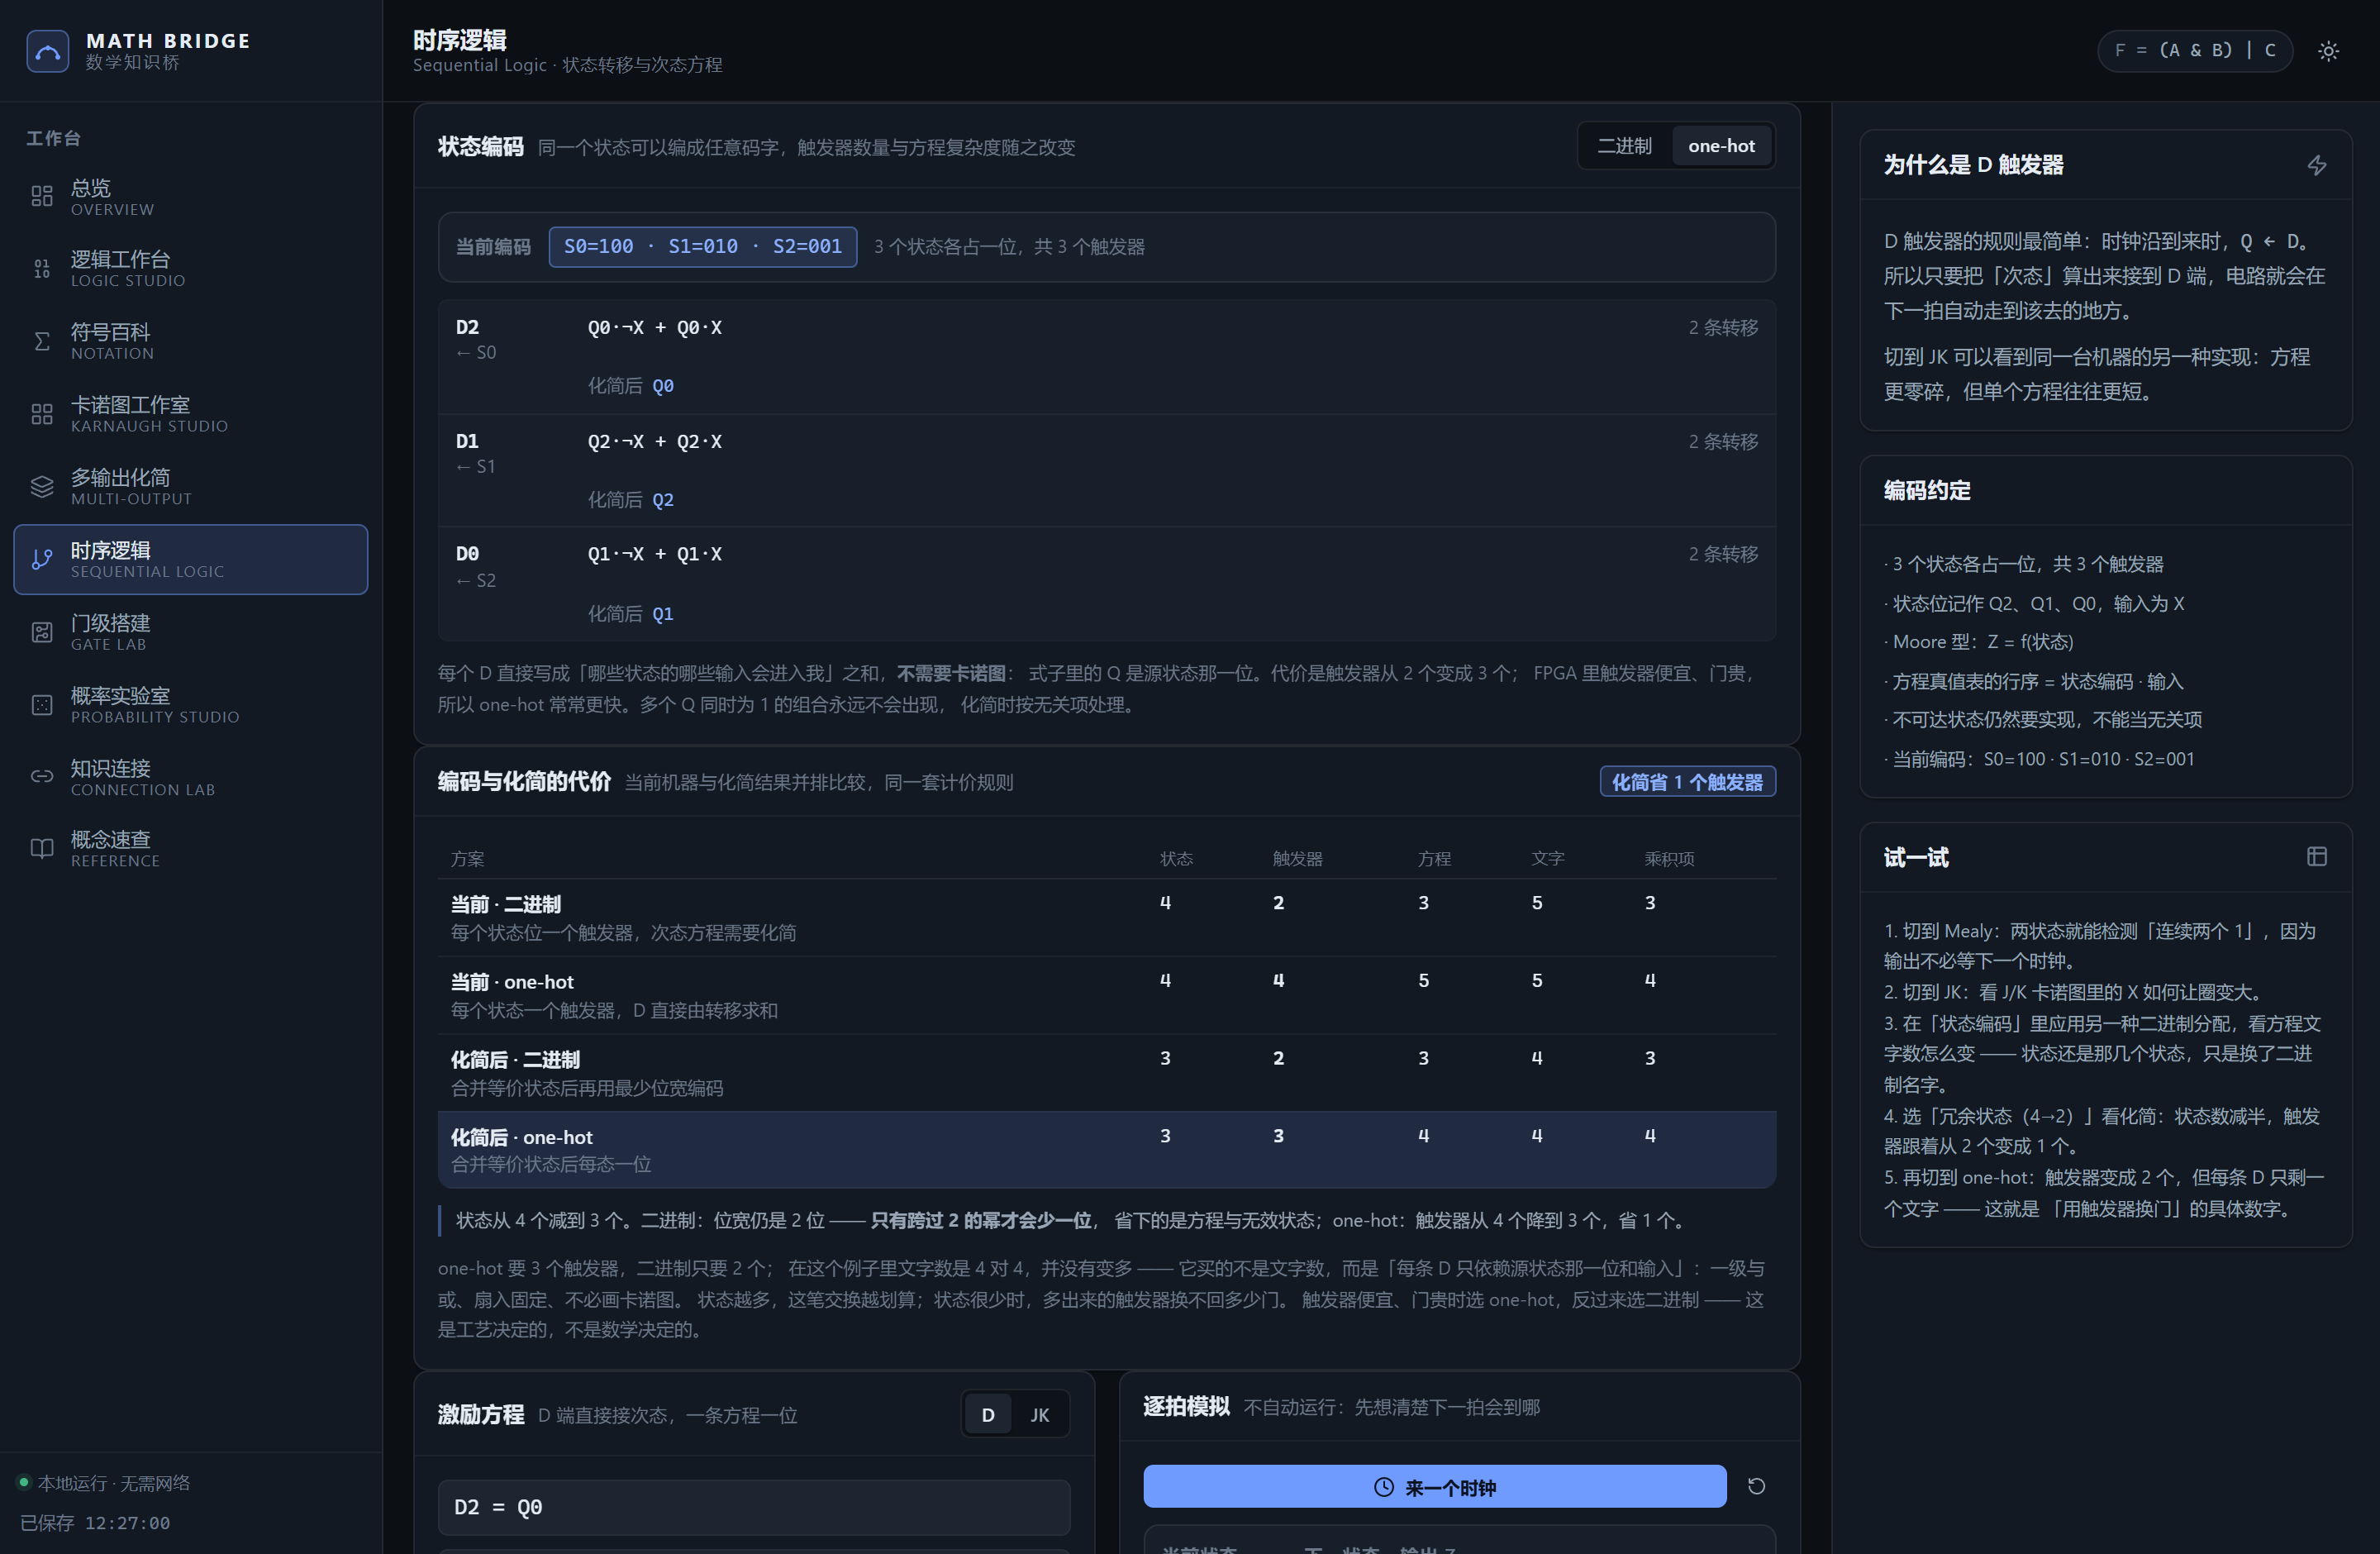 MATH BRIDGE
数学知识桥
工作台
总览
OVERVIEW
逻辑工作台
LOGIC STUDIO
符号百科
NOTATION
卡诺图工作室
KARNAUGH STUDIO
多输出化简
MULTI-OUTPUT
时序逻辑
SEQUENTIAL LOGIC
门级搭建
GATE LAB
概率实验室
PROBABILITY STUDIO
知识连接
CONNECTION LAB
概念速查
REFERENCE
本地运行 · 无需网络
已保存 12:27:00
时序逻辑
Sequential Logic · 状态转移与次态方程
F = (A & B) | C
状态编码 同一个状态可以编成任意码字，触发器数量与方程复杂度随之改变
二进制 one-hot
当前编码 S0=100 · S1=010 · S2=001 3 个状态各占一位，共 3 个触发器
D2 Q0·¬X + Q0·X 2 条转移
← S0
化简后 Q0
D1 Q2·¬X + Q2·X 2 条转移
← S1
化简后 Q2
D0 Q1·¬X + Q1·X 2 条转移
← S2
化简后 Q1
每个 D 直接写成「哪些状态的哪些输入会进入我」之和，不需要卡诺图： 式子里的 Q 是源状态那一位。代价是触发器从 2 个变成 3 个； FPGA 里触发器便宜、门贵，
所以 one-hot 常常更快。多个 Q 同时为 1 的组合永远不会出现， 化简时按无关项处理。
编码与化简的代价 当前机器与化简结果并排比较，同一套计价规则
化简省 1 个触发器
方案 状态 触发器 方程 文字 乘积项
当前 · 二进制 4 2 3 5 3
每个状态位一个触发器，次态方程需要化简
当前 · one-hot 4 4 5 5 4
每个状态一个触发器，D 直接由转移求和
化简后 · 二进制 3 2 3 4 3
合并等价状态后再用最少位宽编码
化简后 · one-hot 3 3 4 4 4
合并等价状态后每态一位
状态从 4 个减到 3 个。二进制：位宽仍是 2 位 —— 只有跨过 2 的幂才会少一位， 省下的是方程与无效状态；one-hot：触发器从 4 个降到 3 个，省 1 个。
one-hot 要 3 个触发器，二进制只要 2 个； 在这个例子里文字数是 4 对 4，并没有变多 —— 它买的不是文字数，而是「每条 D 只依赖源状态那一位和输入」：一级与
或、扇入固定、不必画卡诺图。 状态越多，这笔交换越划算；状态很少时，多出来的触发器换不回多少门。 触发器便宜、门贵时选 one-hot，反过来选二进制 —— 这
是工艺决定的，不是数学决定的。
激励方程 D 端直接接次态，一条方程一位
D JK
D2 = Q0
逐拍模拟 不自动运行：先想清楚下一拍会到哪
来一个时钟
为什么是 D 触发器
D 触发器的规则最简单：时钟沿到来时，Q ← D。
所以只要把「次态」算出来接到 D 端，电路就会在
下一拍自动走到该去的地方。
切到 JK 可以看到同一台机器的另一种实现：方程
更零碎，但单个方程往往更短。
编码约定
· 3 个状态各占一位，共 3 个触发器
· 状态位记作 Q2、Q1、Q0，输入为 X
· Moore 型：Z = f(状态)
· 方程真值表的行序 = 状态编码 · 输入
· 不可达状态仍然要实现，不能当无关项
· 当前编码：S0=100 · S1=010 · S2=001
试一试
1. 切到 Mealy：两状态就能检测「连续两个 1」，因为
输出不必等下一个时钟。
2. 切到 JK：看 J/K 卡诺图里的 X 如何让圈变大。
3. 在「状态编码」里应用另一种二进制分配，看方程文
字数怎么变 —— 状态还是那几个状态，只是换了二进
制名字。
4. 选「冗余状态（4→2）」看化简：状态数减半，触发
器跟着从 2 个变成 1 个。
5. 再切到 one-hot：触发器变成 2 个，但每条 D 只剩一
个文字 —— 这就是 「用触发器换门」的具体数字。